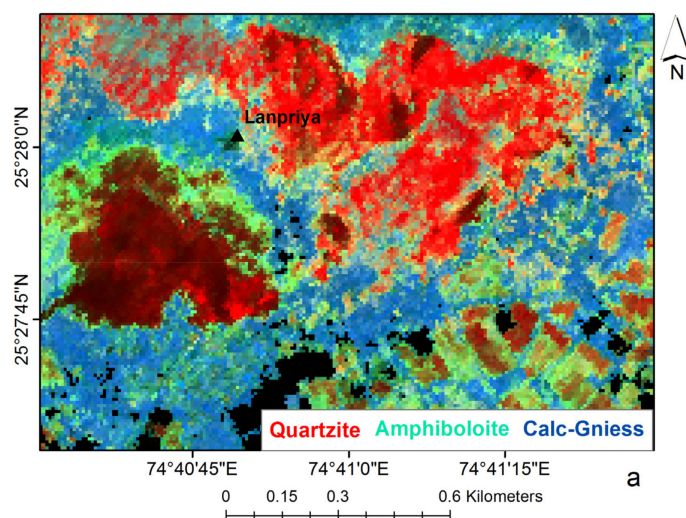 N
Lanpriya
25°28'0"N
25°27'45"N
Quartzite Amphiboloite Calc-Gniess
74°40'45"E 74°41'0"E 74°41'15"E
a
0 0.15 0.3 0.6 Kilometers